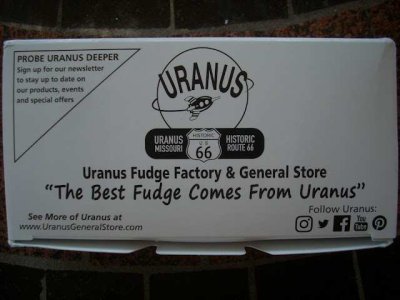 PROBE URANUS DEEPER
Sign up for our newsletter
to stay up to date on
our products, events
and special offers
URANUS
URANUS
MISSOURI
HISTORIC
U S
66
HISTORIC
ROUTE 66
Uranus Fudge Factory & General Store
"The Best Fudge Comes From Uranus"
See More of Uranus at
www.UranusGeneralStore.com
Follow Uranus:
You
Tube